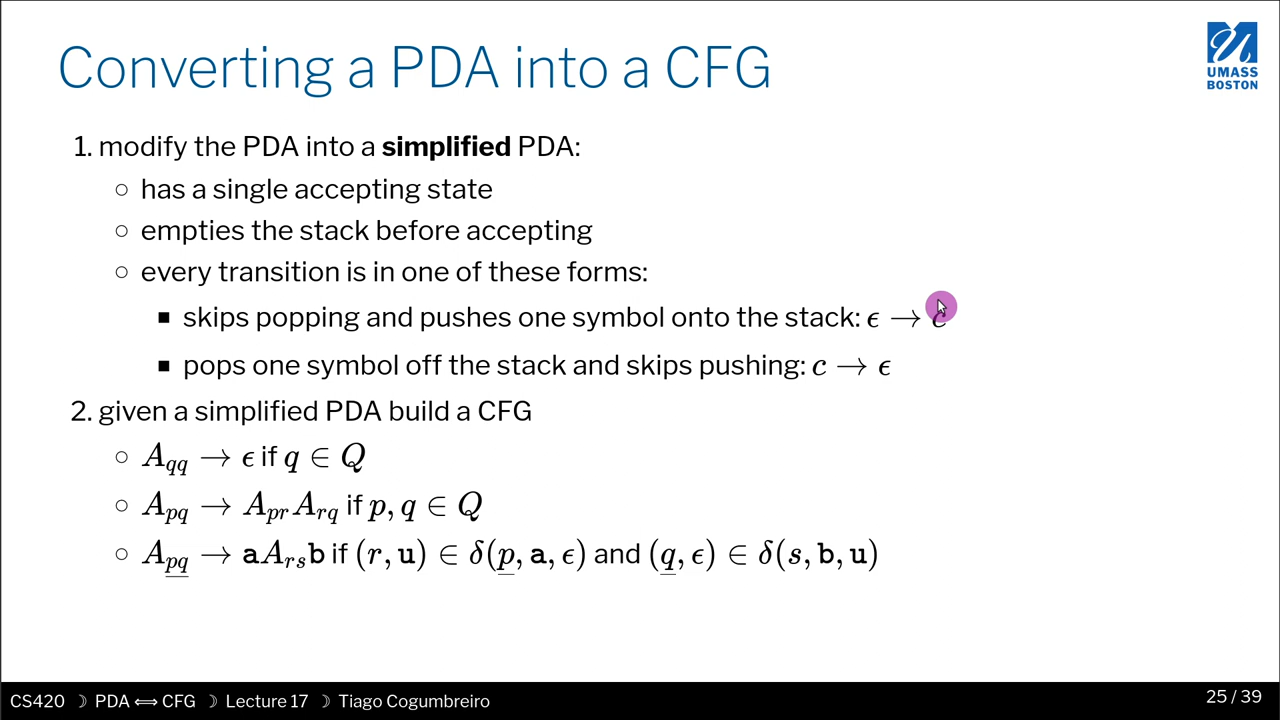 Converting a PDA into a CFG
UMASS
BOSTON
1. modify the PDA into a simplified PDA:
○ has a single accepting state
○ empties the stack before accepting
○ every transition is in one of these forms:
■ skips popping and pushes one symbol onto the stack: ϵ → c
■ pops one symbol off the stack and skips pushing: c → ϵ
2. given a simplified PDA build a CFG
○ A_qq → ϵ if q ∈ Q
○ A_pq → A_pr A_rq if p, q ∈ Q
○ A_pq → aA_rs b if (r, u) ∈ δ(p, a, ϵ) and (q, ϵ) ∈ δ(s, b, u)
CS420 ☽ PDA ⟺ CFG ☽ Lecture 17 ☽ Tiago Cogumbreiro
25 / 39